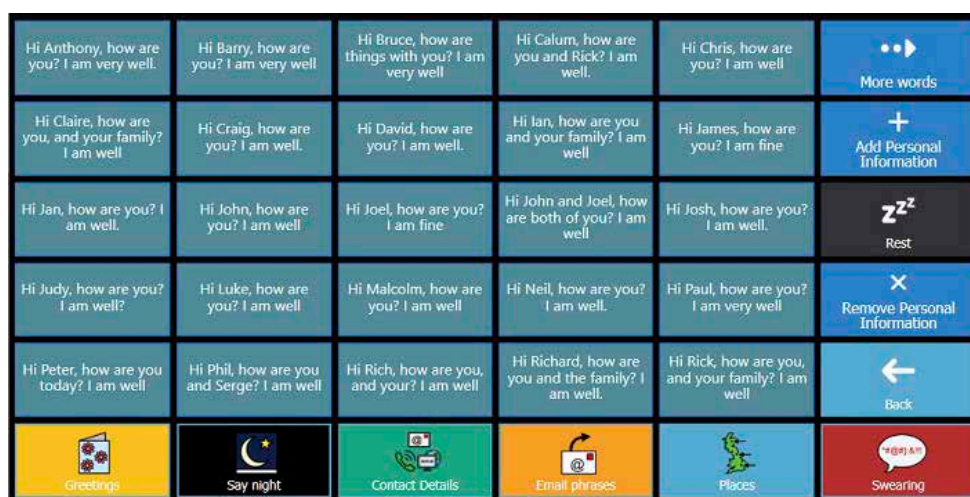 Hi Anthony, how are
you? I am very well.
Hi Barry, how are
you? I am very well
Hi Bruce, how are
things with you? I am
very well
Hi Calum, how are
you and Rick? I am
well.
Hi Chris, how are
you? I am well
More words
Hi Claire, how are
you, and your family?
I am well
Hi Craig, how are
you? I am well.
Hi David, how are
you? I am well.
Hi Ian, how are you
and your family? I am
well
Hi James, how are
you? I am fine
Add Personal
Information
Hi Jan, how are you? I
am well.
Hi John, how are
you? I am well
Hi Joel, how are you?
I am fine
Hi John and Joel, how
are both of you? I am
well
Hi Josh, how are you?
I am well.
zzz
Rest
Hi Judy, how are you?
I am well?
Hi Luke, how are
you? I am well
Hi Malcolm, how are
you? I am well
Hi Neil, how are you?
I am well.
Hi Paul, how are you?
I am very well
Remove Personal
Information
Hi Peter, how are you
today? I am well
Hi Phil, how are you
and Serge? I am well
Hi Rich, how are you,
and your? I am well
Hi Richard, how are
you and the family? I
am well.
Hi Rick, how are you,
and your family? I am
well
Back
Greetings
Say night
@
Contact Details
@
Email phrases
Places
*#@#!&!!
Swearing